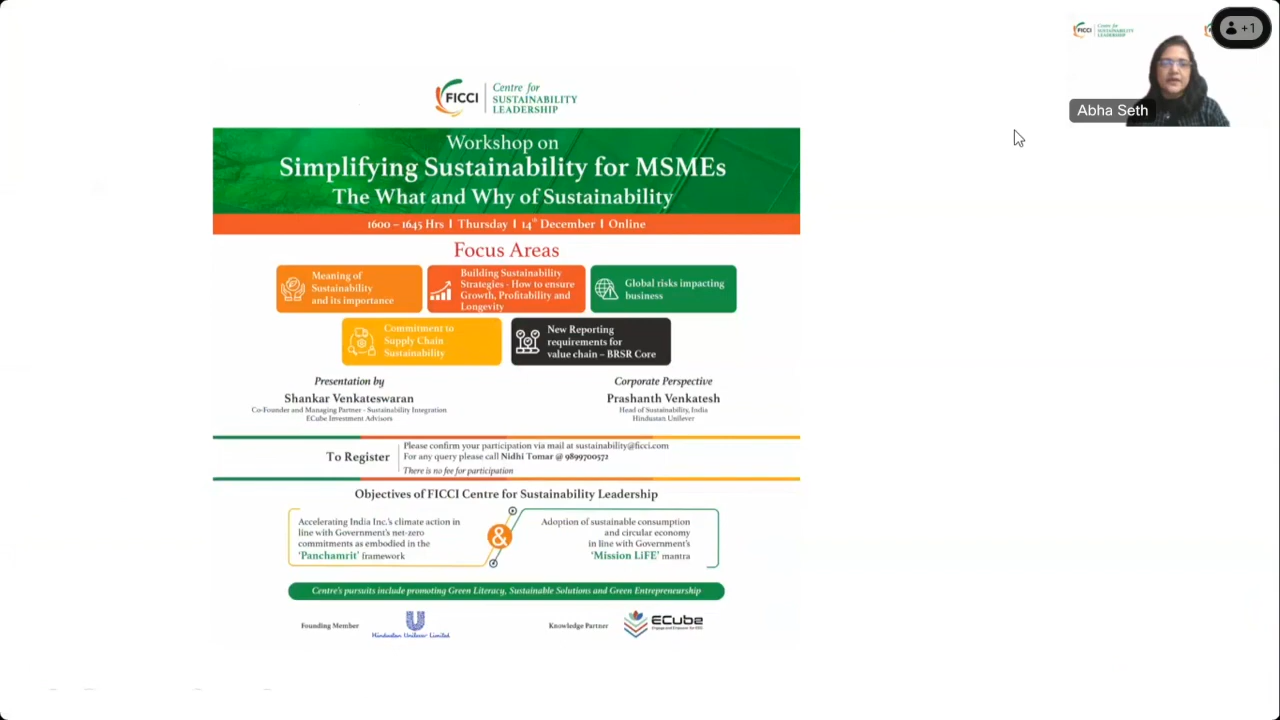 FICCI
Centre for
SUSTAINABILITY
LEADERSHIP
+1
Abha Seth
FICCI
Centre for
SUSTAINABILITY
LEADERSHIP
Workshop on
Simplifying Sustainability for MSMEs
The What and Why of Sustainability
1600 – 1645 Hrs I Thursday I 14th December I Online
Focus Areas
Meaning of
Sustainability
and its importance
Building Sustainability
Strategies - How to ensure
Growth, Profitability and
Longevity
Global risks impacting
business
Commitment to
Supply Chain
Sustainability
New Reporting
requirements for
value chain – BRSR Core
Presentation by
Shankar Venkateswaran
Co-Founder and Managing Partner - Sustainability Integration
ECube Investment Advisors
Corporate Perspective
Prashanth Venkatesh
Head of Sustainability, India
Hindustan Unilever
To Register
Please confirm your participation via mail at sustainability@ficci.com
For any query please call Nidhi Tomar @ 9899700572
There is no fee for participation
Objectives of FICCI Centre for Sustainability Leadership
Accelerating India Inc.'s climate action in
line with Government's net-zero
commitments as embodied in the
'Panchamrit' framework
&
Adoption of sustainable consumption
and circular economy
in line with Government's
'Mission LiFE' mantra
Centre's pursuits include promoting Green Literacy, Sustainable Solutions and Green Entrepreneurship
Founding Member
Hindustan Unilever Limited
Knowledge Partner
ECube